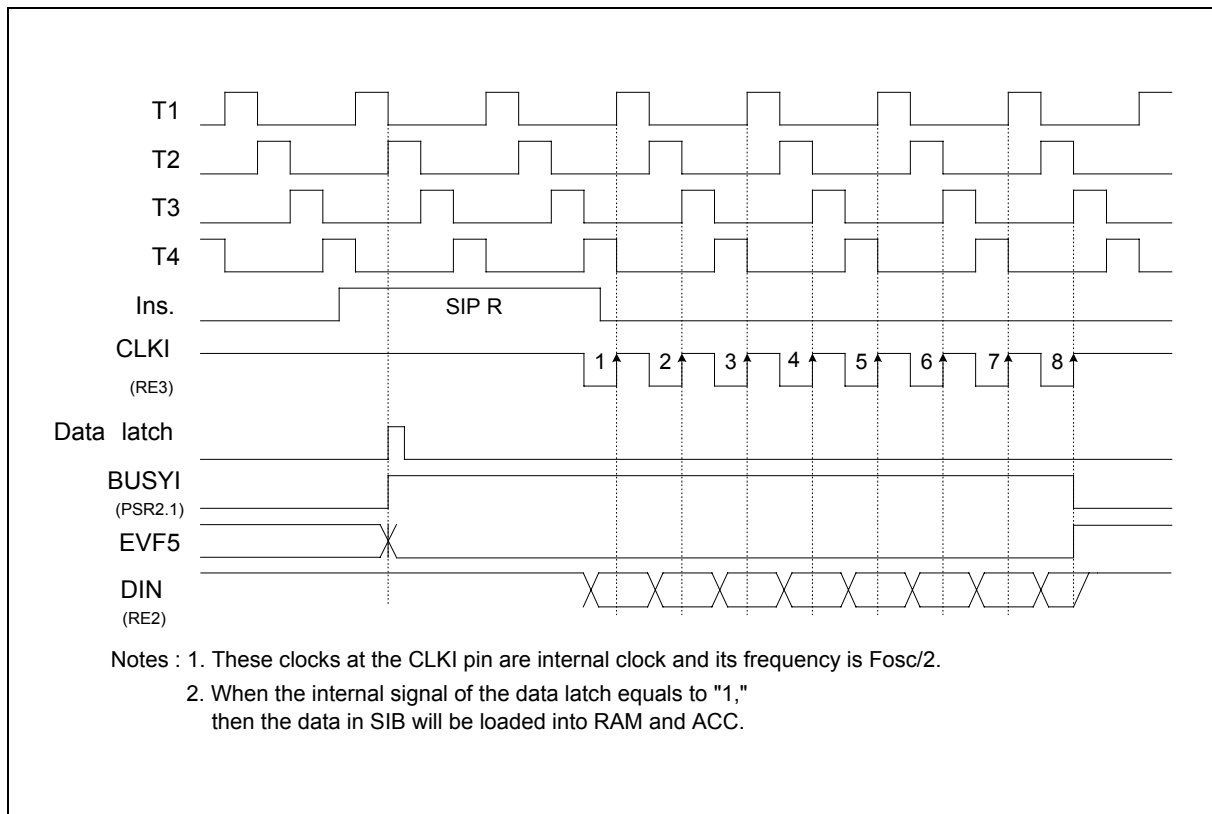 T1
T2
T3
T4
Ins. SIP R
CLKI 1 2 3 4 5 6 7 8
(RE3)
Data latch
BUSYI
(PSR2.1)
EVF5
DIN
(RE2)
Notes : 1. These clocks at the CLKI pin are internal clock and its frequency is Fosc/2.
2. When the internal signal of the data latch equals to "1,"
then the data in SIB will be loaded into RAM and ACC.